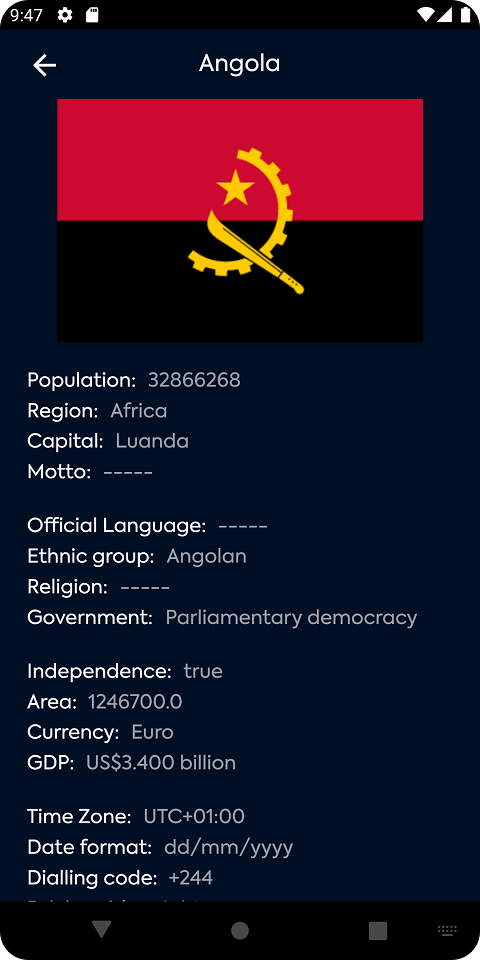 9:47
Angola
Population: 32866268
Region: Africa
Capital: Luanda
Motto: -----
Official Language: -----
Ethnic group: Angolan
Religion: -----
Government: Parliamentary democracy
Independence: true
Area: 1246700.0
Currency: Euro
GDP: US$3.400 billion
Time Zone: UTC+01:00
Date format: dd/mm/yyyy
Dialling code: +244